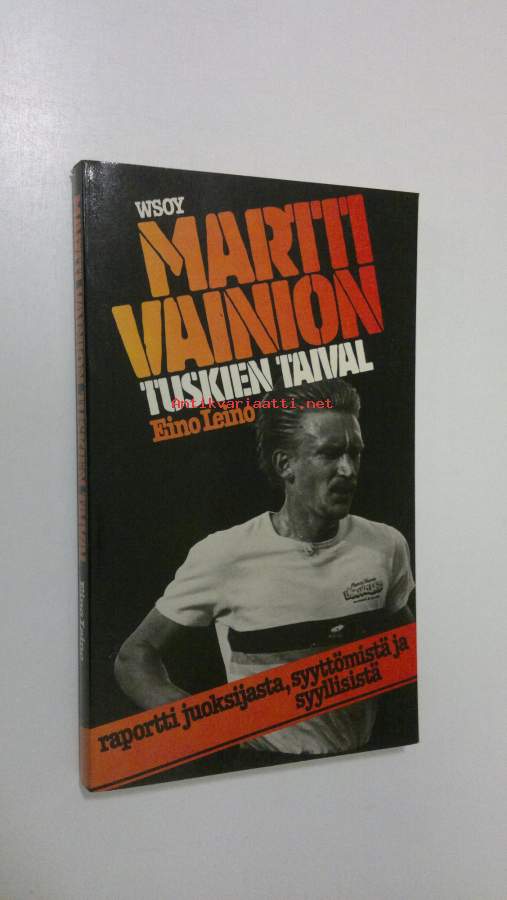 WSOY
MARTTI
VAINION
TUSKIEN TAIVAL
Antikvariaatti.net
Eino Leino
raportti juoksijasta, syyttömistä ja
syyllisistä
MARTTI VAINION TUSKIEN TAIVAL Eino Leino